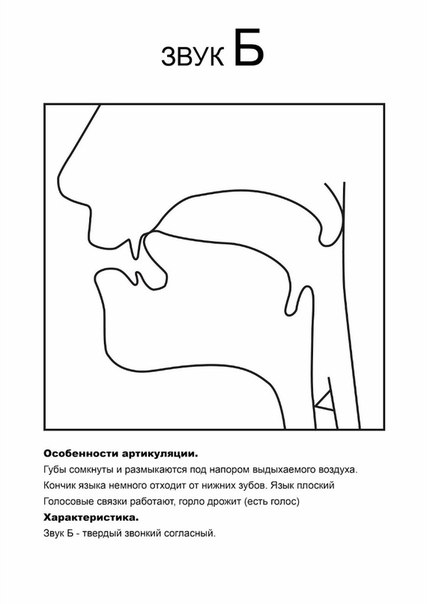 ЗВУК Б
Особенности артикуляции.
Губы сомкнуты и размыкаются под напором выдыхаемого воздуха.
Кончик языка немного отходит от нижних зубов. Язык плоский
Голосовые связки работают, горло дрожит (есть голос)
Характеристика.
Звук Б - твердый звонкий согласный.